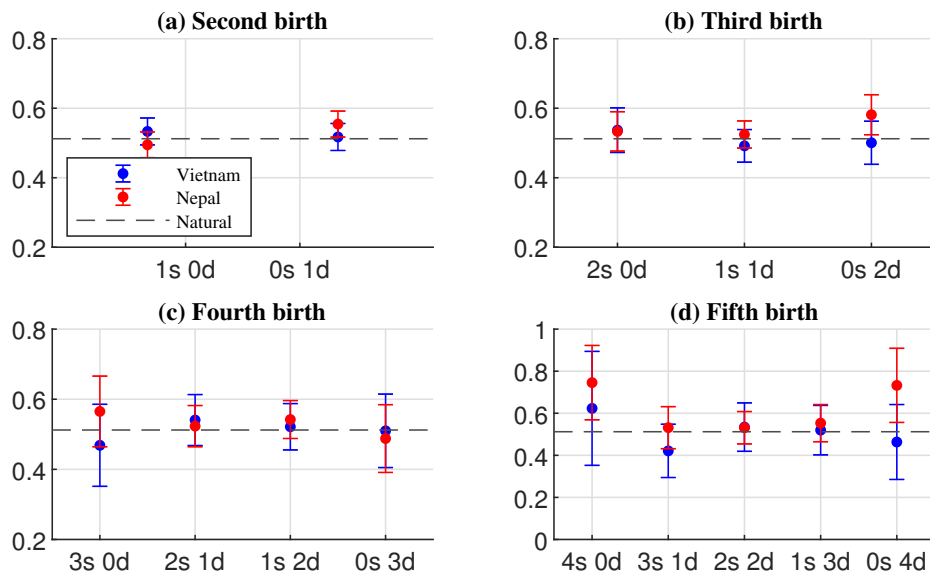 (a) Second birth
0.8
0.6
0.4
0.2
1s 0d 0s 1d
Vietnam
Nepal
Natural
(b) Third birth
0.8
0.6
0.4
0.2
2s 0d 1s 1d 0s 2d
(c) Fourth birth
0.8
0.6
0.4
0.2
3s 0d 2s 1d 1s 2d 0s 3d
(d) Fifth birth
1
0.8
0.6
0.4
0.2
0
4s 0d 3s 1d 2s 2d 1s 3d 0s 4d